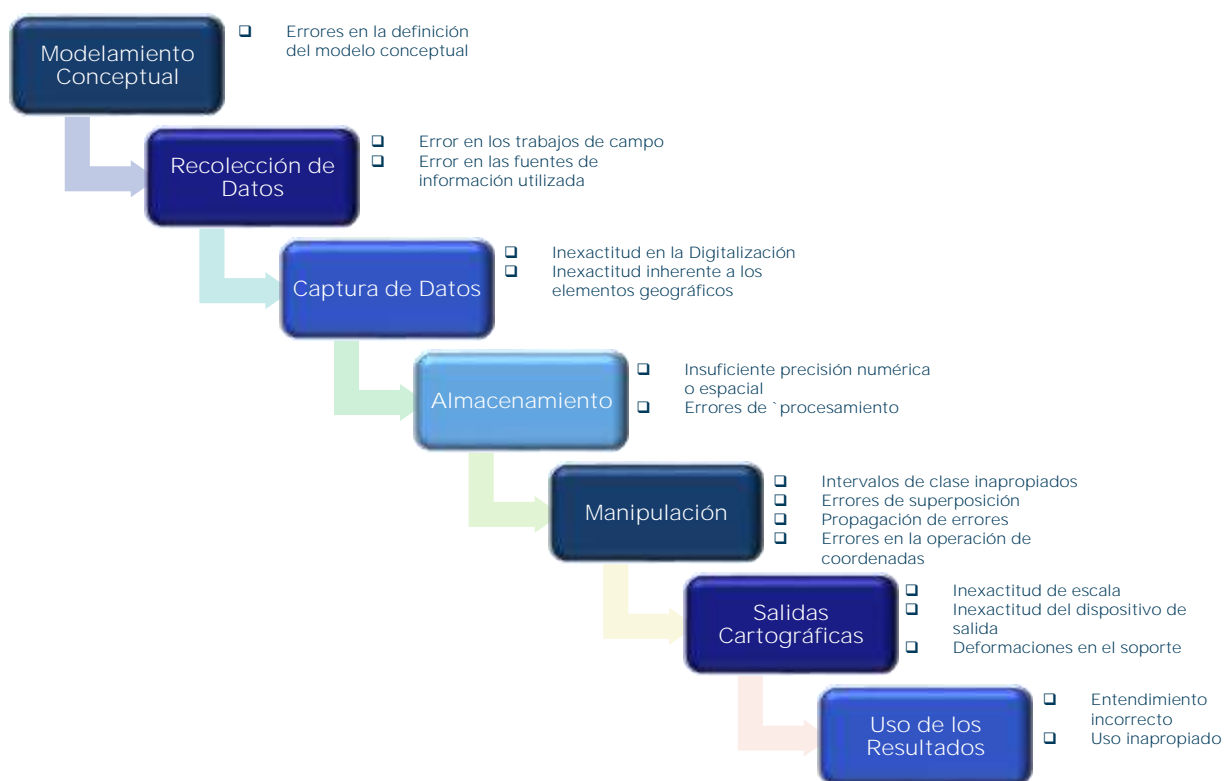 Modelamiento
Conceptual
❑ Errores en la definición
del modelo conceptual
Recolección de
Datos
❑ Error en los trabajos de campo
❑ Error en las fuentes de
información utilizada
Captura de Datos
❑ Inexactitud en la Digitalización
❑ Inexactitud inherente a los
elementos geográficos
Almacenamiento
❑ Insuficiente precisión numérica
o espacial
❑ Errores de `procesamiento
Manipulación
❑ Intervalos de clase inapropiados
❑ Errores de superposición
❑ Propagación de errores
❑ Errores en la operación de
coordenadas
Salidas
Cartográficas
❑ Inexactitud de escala
❑ Inexactitud del dispositivo de
salida
❑ Deformaciones en el soporte
Uso de los
Resultados
❑ Entendimiento
incorrecto
❑ Uso inapropiado